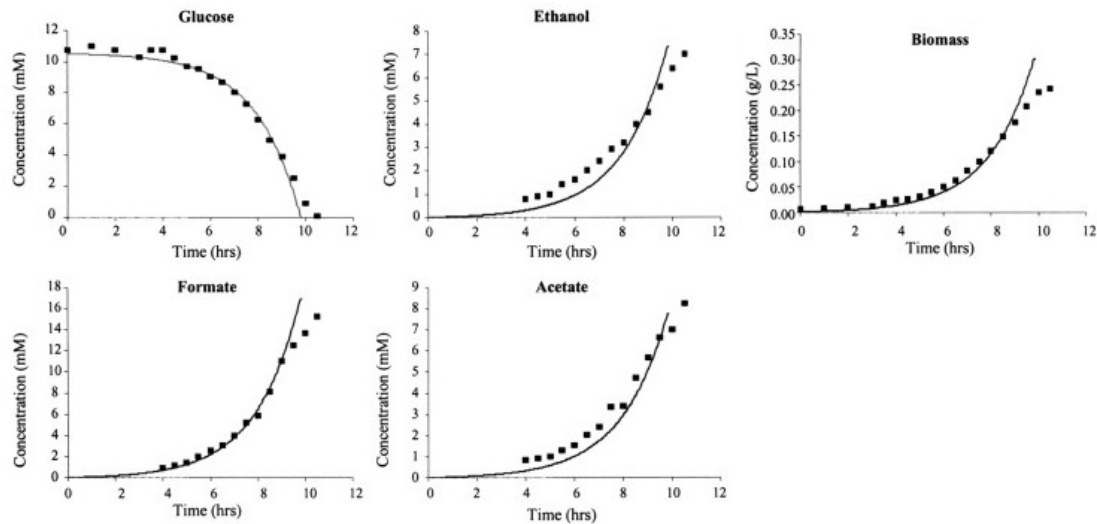 Glucose
Concentration (mM)
12
10
8
6
4
2
0
0 2 4 6 8 10 12
Time (hrs)
Ethanol
Concentration (mM)
8
7
6
5
4
3
2
1
0
0 2 4 6 8 10 12
Time (hrs)
Biomass
Concentration (g/L)
0.35
0.30
0.25
0.20
0.15
0.10
0.05
0.00
0 2 4 6 8 10 12
Time (hrs)
Formate
Concentration (mM)
18
16
14
12
10
8
6
4
2
0
0 2 4 6 8 10 12
Time (hrs)
Acetate
Concentration (mM)
9
8
7
6
5
4
3
2
1
0
0 2 4 6 8 10 12
Time (hrs)